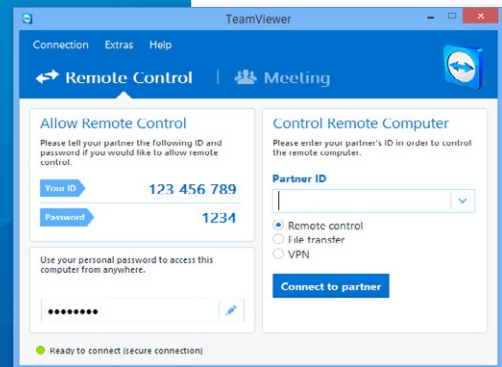 TeamViewer
Connection Extras Help
Remote Control
Meeting
Allow Remote Control
Please tell your partner the following ID and
password if you would like to allow remote
control.
Your ID
123 456 789
Password
1234
Use your personal password to access this
computer from anywhere.
Control Remote Computer
Please enter your partner's ID in order to control
the remote computer.
Partner ID
Remote control
File transfer
VPN
Connect to partner
Ready to connect (secure connection)